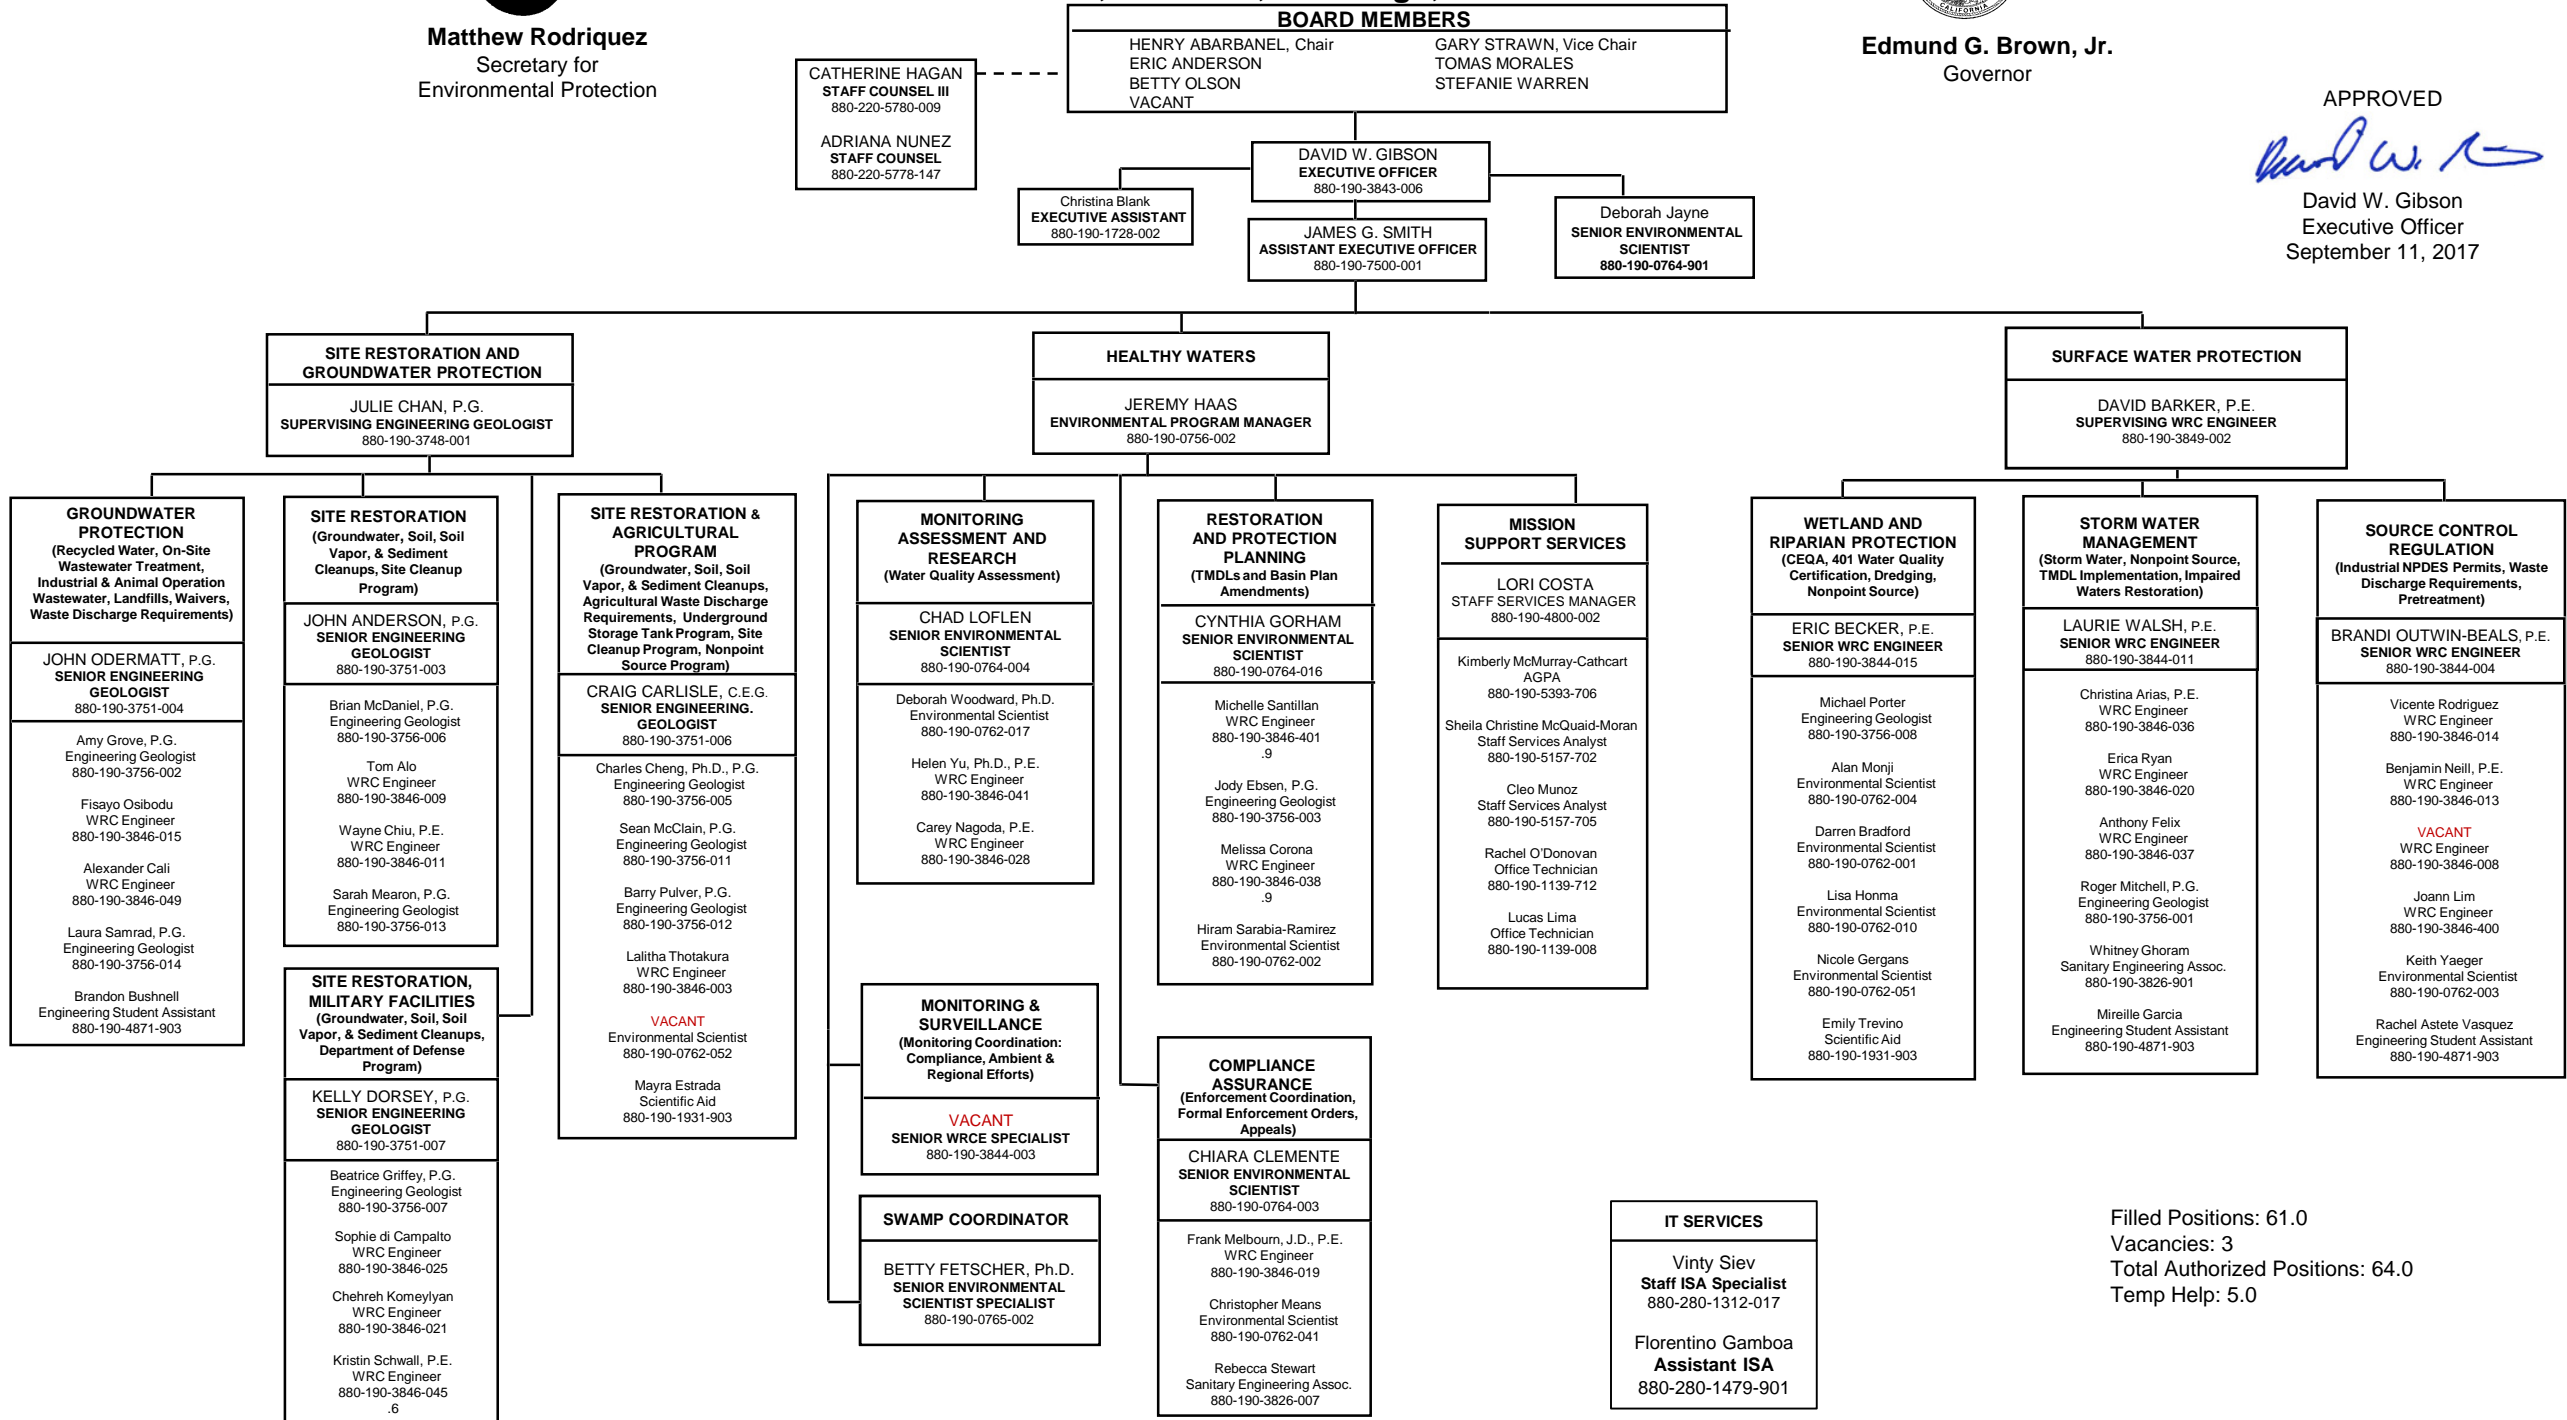 Matthew Rodriquez
Secretary for
Environmental Protection
BOARD MEMBERS
HENRY ABARBANEL, Chair
ERIC ANDERSON
BETTY OLSON
VACANT
GARY STRAWN, Vice Chair
TOMAS MORALES
STEFANIE WARREN
CALIFORNIA
Edmund G. Brown, Jr.
Governor
APPROVED
David W. Gibson
Executive Officer
September 11, 2017
CATHERINE HAGAN
STAFF COUNSEL III
880-220-5780-009
ADRIANA NUNEZ
STAFF COUNSEL
880-220-5778-147
DAVID W. GIBSON
EXECUTIVE OFFICER
880-190-3843-006
Christina Blank
EXECUTIVE ASSISTANT
880-190-1728-002
JAMES G. SMITH
ASSISTANT EXECUTIVE OFFICER
880-190-7500-001
Deborah Jayne
SENIOR ENVIRONMENTAL
SCIENTIST
880-190-0764-901
SITE RESTORATION AND
GROUNDWATER PROTECTION
JULIE CHAN, P.G.
SUPERVISING ENGINEERING GEOLOGIST
880-190-3748-001
HEALTHY WATERS
JEREMY HAAS
ENVIRONMENTAL PROGRAM MANAGER
880-190-0756-002
SURFACE WATER PROTECTION
DAVID BARKER, P.E.
SUPERVISING WRC ENGINEER
880-190-3849-002
GROUNDWATER
PROTECTION
(Recycled Water, On-Site
Wastewater Treatment,
Industrial & Animal Operation
Wastewater, Landfills, Waivers,
Waste Discharge Requirements)
JOHN ODERMATT, P.G.
SENIOR ENGINEERING
GEOLOGIST
880-190-3751-004
Amy Grove, P.G.
Engineering Geologist
880-190-3756-002
Fisayo Osibodu
WRC Engineer
880-190-3846-015
Alexander Cali
WRC Engineer
880-190-3846-049
Laura Samrad, P.G.
Engineering Geologist
880-190-3756-014
Brandon Bushnell
Engineering Student Assistant
880-190-4871-903
SITE RESTORATION
(Groundwater, Soil, Soil
Vapor, & Sediment
Cleanups, Site Cleanup
Program)
JOHN ANDERSON, P.G.
SENIOR ENGINEERING
GEOLOGIST
880-190-3751-003
Brian McDaniel, P.G.
Engineering Geologist
880-190-3756-006
Tom Alo
WRC Engineer
880-190-3846-009
Wayne Chiu, P.E.
WRC Engineer
880-190-3846-011
Sarah Mearon, P.G.
Engineering Geologist
880-190-3756-013
SITE RESTORATION,
MILITARY FACILITIES
(Groundwater, Soil, Soil
Vapor, & Sediment Cleanups,
Department of Defense
Program)
KELLY DORSEY, P.G.
SENIOR ENGINEERING
GEOLOGIST
880-190-3751-007
Beatrice Griffey, P.G.
Engineering Geologist
880-190-3756-007
Sophie di Campalto
WRC Engineer
880-190-3846-025
Chehreh Komeylyan
WRC Engineer
880-190-3846-021
Kristin Schwall, P.E.
WRC Engineer
880-190-3846-045
.6
SITE RESTORATION &
AGRICULTURAL
PROGRAM
(Groundwater, Soil, Soil
Vapor, & Sediment Cleanups,
Agricultural Waste Discharge
Requirements, Underground
Storage Tank Program, Site
Cleanup Program, Nonpoint
Source Program)
CRAIG CARLISLE, C.E.G.
SENIOR ENGINEERING.
GEOLOGIST
880-190-3751-006
Charles Cheng, Ph.D., P.G.
Engineering Geologist
880-190-3756-005
Sean McClain, P.G.
Engineering Geologist
880-190-3756-011
Barry Pulver, P.G.
Engineering Geologist
880-190-3756-012
Lalitha Thotakura
WRC Engineer
880-190-3846-003
VACANT
Environmental Scientist
880-190-0762-052
Mayra Estrada
Scientific Aid
880-190-1931-903
MONITORING
ASSESSMENT AND
RESEARCH
(Water Quality Assessment)
CHAD LOFLEN
SENIOR ENVIRONMENTAL
SCIENTIST
880-190-0764-004
Deborah Woodward, Ph.D.
Environmental Scientist
880-190-0762-017
Helen Yu, Ph.D., P.E.
WRC Engineer
880-190-3846-041
Carey Nagoda, P.E.
WRC Engineer
880-190-3846-028
MONITORING &
SURVEILLANCE
(Monitoring Coordination:
Compliance, Ambient &
Regional Efforts)
VACANT
SENIOR WRCE SPECIALIST
880-190-3844-003
SWAMP COORDINATOR
BETTY FETSCHER, Ph.D.
SENIOR ENVIRONMENTAL
SCIENTIST SPECIALIST
880-190-0765-002
RESTORATION
AND PROTECTION
PLANNING
(TMDLs and Basin Plan
Amendments)
CYNTHIA GORHAM
SENIOR ENVIRONMENTAL
SCIENTIST
880-190-0764-016
Michelle Santillan
WRC Engineer
880-190-3846-401
.9
Jody Ebsen, P.G.
Engineering Geologist
880-190-3756-003
Melissa Corona
WRC Engineer
880-190-3846-038
.9
Hiram Sarabia-Ramirez
Environmental Scientist
880-190-0762-002
COMPLIANCE
ASSURANCE
(Enforcement Coordination,
Formal Enforcement Orders,
Appeals)
CHIARA CLEMENTE
SENIOR ENVIRONMENTAL
SCIENTIST
880-190-0764-003
Frank Melbourn, J.D., P.E.
WRC Engineer
880-190-3846-019
Christopher Means
Environmental Scientist
880-190-0762-041
Rebecca Stewart
Sanitary Engineering Assoc.
880-190-3826-007
MISSION
SUPPORT SERVICES
LORI COSTA
STAFF SERVICES MANAGER
880-190-4800-002
Kimberly McMurray-Cathcart
AGPA
880-190-5393-706
Sheila Christine McQuaid-Moran
Staff Services Analyst
880-190-5157-702
Cleo Munoz
Staff Services Analyst
880-190-5157-705
Rachel O'Donovan
Office Technician
880-190-1139-712
Lucas Lima
Office Technician
880-190-1139-008
WETLAND AND
RIPARIAN PROTECTION
(CEQA, 401 Water Quality
Certification, Dredging,
Nonpoint Source)
ERIC BECKER, P.E.
SENIOR WRC ENGINEER
880-190-3844-015
Michael Porter
Engineering Geologist
880-190-3756-008
Alan Monji
Environmental Scientist
880-190-0762-004
Darren Bradford
Environmental Scientist
880-190-0762-001
Lisa Honma
Environmental Scientist
880-190-0762-010
Nicole Gergans
Environmental Scientist
880-190-0762-051
Emily Trevino
Scientific Aid
880-190-1931-903
STORM WATER
MANAGEMENT
(Storm Water, Nonpoint Source,
TMDL Implementation, Impaired
Waters Restoration)
LAURIE WALSH, P.E.
SENIOR WRC ENGINEER
880-190-3844-011
Christina Arias, P.E.
WRC Engineer
880-190-3846-036
Erica Ryan
WRC Engineer
880-190-3846-020
Anthony Felix
WRC Engineer
880-190-3846-037
Roger Mitchell, P.G.
Engineering Geologist
880-190-3756-001
Whitney Ghoram
Sanitary Engineering Assoc.
880-190-3826-901
Mireille Garcia
Engineering Student Assistant
880-190-4871-903
SOURCE CONTROL
REGULATION
(Industrial NPDES Permits, Waste
Discharge Requirements,
Pretreatment)
BRANDI OUTWIN-BEALS, P.E.
SENIOR WRC ENGINEER
880-190-3844-004
Vicente Rodriguez
WRC Engineer
880-190-3846-014
Benjamin Neill, P.E.
WRC Engineer
880-190-3846-013
VACANT
WRC Engineer
880-190-3846-008
Joann Lim
WRC Engineer
880-190-3846-400
Keith Yaeger
Environmental Scientist
880-190-0762-003
Rachel Astete Vasquez
Engineering Student Assistant
880-190-4871-903
IT SERVICES
Vinty Siev
Staff ISA Specialist
880-280-1312-017
Florentino Gamboa
Assistant ISA
880-280-1479-901
Filled Positions: 61.0
Vacancies: 3
Total Authorized Positions: 64.0
Temp Help: 5.0